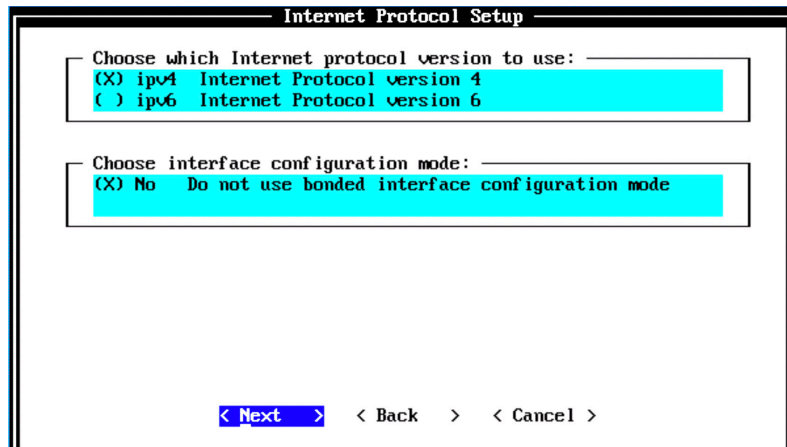 Internet Protocol Setup
Choose which Internet protocol version to use:
(X) ipv4 Internet Protocol version 4
( ) ipv6 Internet Protocol version 6
Choose interface configuration mode:
(X) No Do not use bonded interface configuration mode
< Next > < Back > < Cancel >